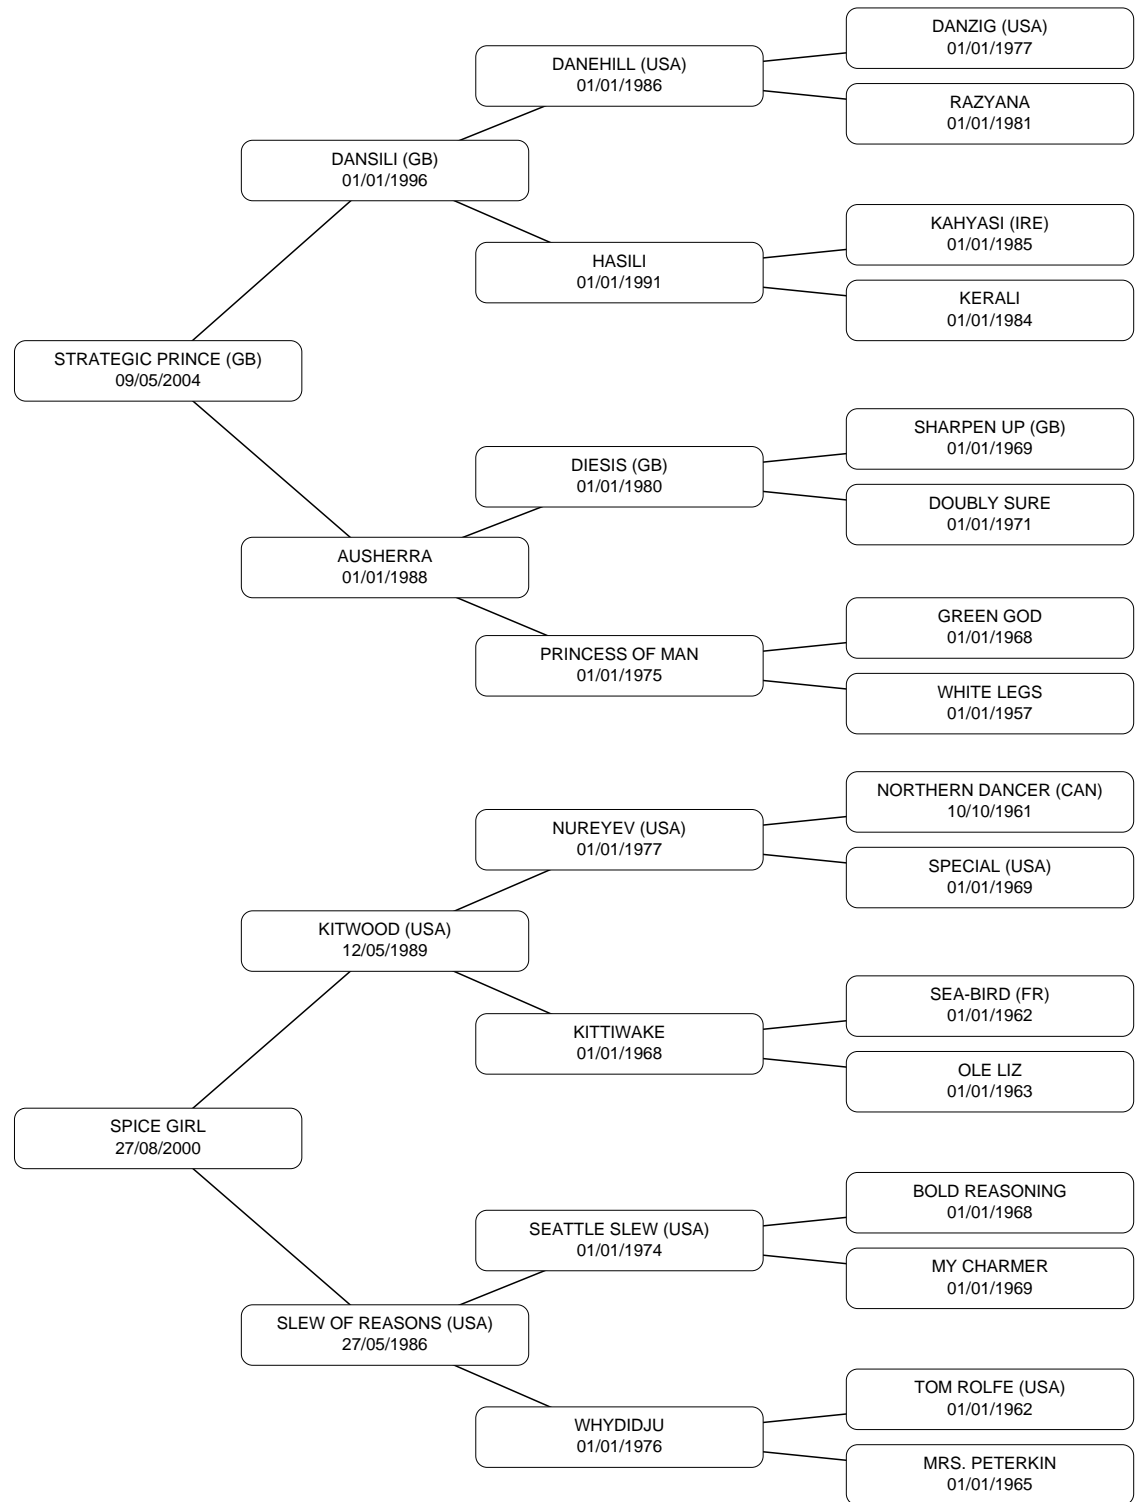 DANZIG (USA)
01/01/1977
DANEHILL (USA)
01/01/1986
RAZYANA
01/01/1981
DANSILI (GB)
01/01/1996
KAHYASI (IRE)
01/01/1985
HASILI
01/01/1991
KERALI
01/01/1984
STRATEGIC PRINCE (GB)
09/05/2004
SHARPEN UP (GB)
01/01/1969
DIESIS (GB)
01/01/1980
DOUBLY SURE
01/01/1971
AUSHERRA
01/01/1988
GREEN GOD
01/01/1968
PRINCESS OF MAN
01/01/1975
WHITE LEGS
01/01/1957
NORTHERN DANCER (CAN)
10/10/1961
NUREYEV (USA)
01/01/1977
SPECIAL (USA)
01/01/1969
KITWOOD (USA)
12/05/1989
SEA-BIRD (FR)
01/01/1962
KITTIWAKE
01/01/1968
OLE LIZ
01/01/1963
SPICE GIRL
27/08/2000
BOLD REASONING
01/01/1968
SEATTLE SLEW (USA)
01/01/1974
MY CHARMER
01/01/1969
SLEW OF REASONS (USA)
27/05/1986
TOM ROLFE (USA)
01/01/1962
WHYDIDJU
01/01/1976
MRS. PETERKIN
01/01/1965